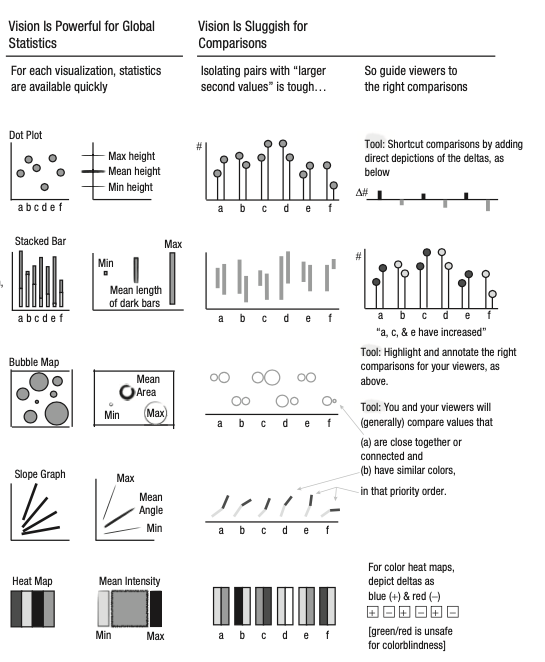 Vision Is Powerful for Global
Statistics
Vision Is Sluggish for
Comparisons
For each visualization, statistics
are available quickly
Isolating pairs with “larger
second values” is tough…
So guide viewers to
the right comparisons
Dot Plot
a b c d e f
Max height
Mean height
Min height
#
a b c d e f
Tool: Shortcut comparisons by adding
direct depictions of the deltas, as
below
Δ#
Stacked Bar
a b c d e f
Min
Max
Mean length
of dark bars
a b c d e f
#
a b c d e f
“a, c, & e have increased”
Tool: Highlight and annotate the right
comparisons for your viewers, as
above.
Bubble Map
Mean
Area
Min
Max
a b c d e f
Tool: You and your viewers will
(generally) compare values that
(a) are close together or
connected and
(b) have similar colors,
in that priority order.
Slope Graph
Max
Mean
Angle
Min
a b c d e f
Heat Map
Mean Intensity
Min
Max
a b c d e f
For color heat maps,
depict deltas as
blue (+) & red (–)
+ – + – + –
[green/red is unsafe
for colorblindness]